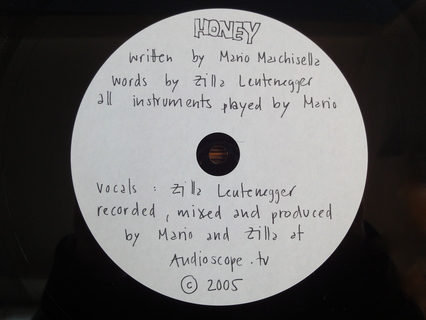 HONEY
written by Mario Marchisella
words by Zilla Leutenegger
all instruments played by Mario
vocals : Zilla Leutenegger
recorded, mixed and produced
by Mario and Zilla at
Audioscope.tv
© 2005